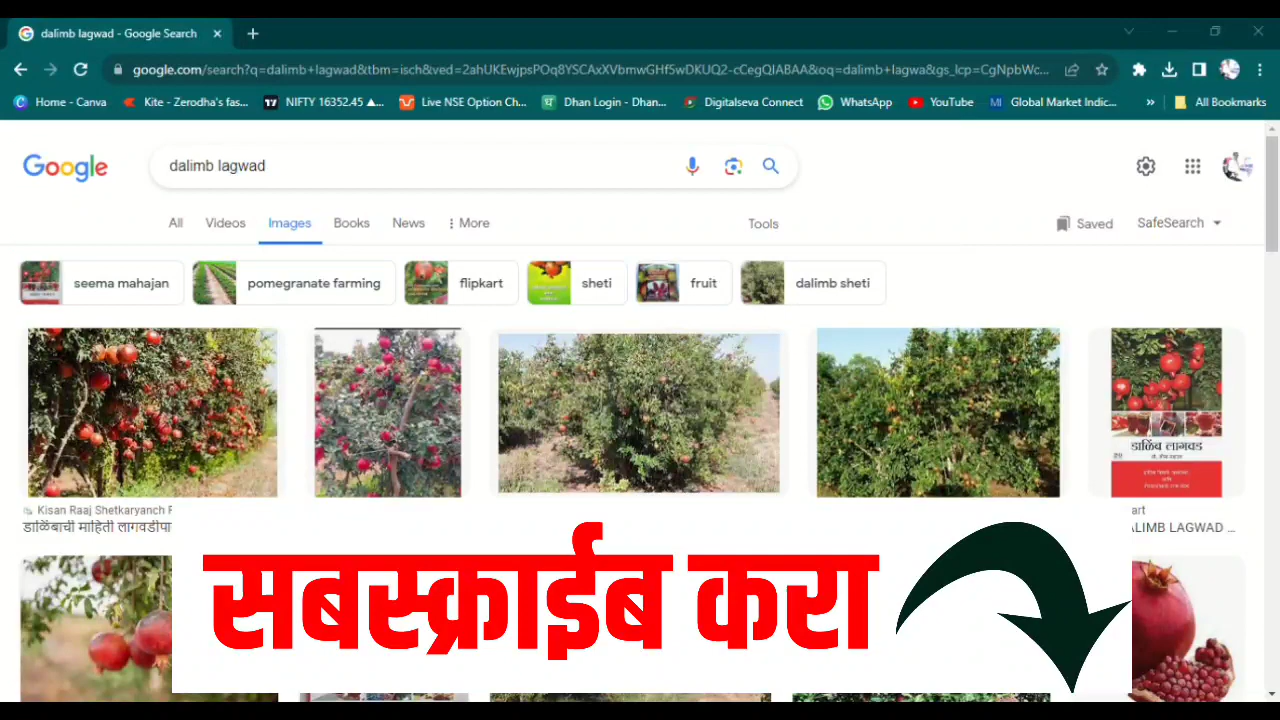 dalimb lagwad - Google Search
google.com/search?q=dalimb+lagwad&tbm=isch&ved=2ahUKEwjpsPOq8YSCAxXVbmwGHf5wDKUQ2-cCegQIABAA&oq=dalimb+lagwa&gs_lcp=CgNpbWc...
Home - Canva Kite - Zerodha's fas... NIFTY 16352.45 ▲... Live NSE Option Ch... Dhan Login - Dhan... Digitalseva Connect WhatsApp YouTube Global Market Indic... » All Bookmarks
Google dalimb lagwad
All Videos Images Books News More Tools Saved SafeSearch
seema mahajan pomegranate farming flipkart sheti fruit dalimb sheti
डाळिंब लागवड
Kisan Raaj Shetkaryanch F
डाळिंबाची माहिती लागवडीपा
art
ALIMB LAGWAD ...
सबस्क्राईब करा